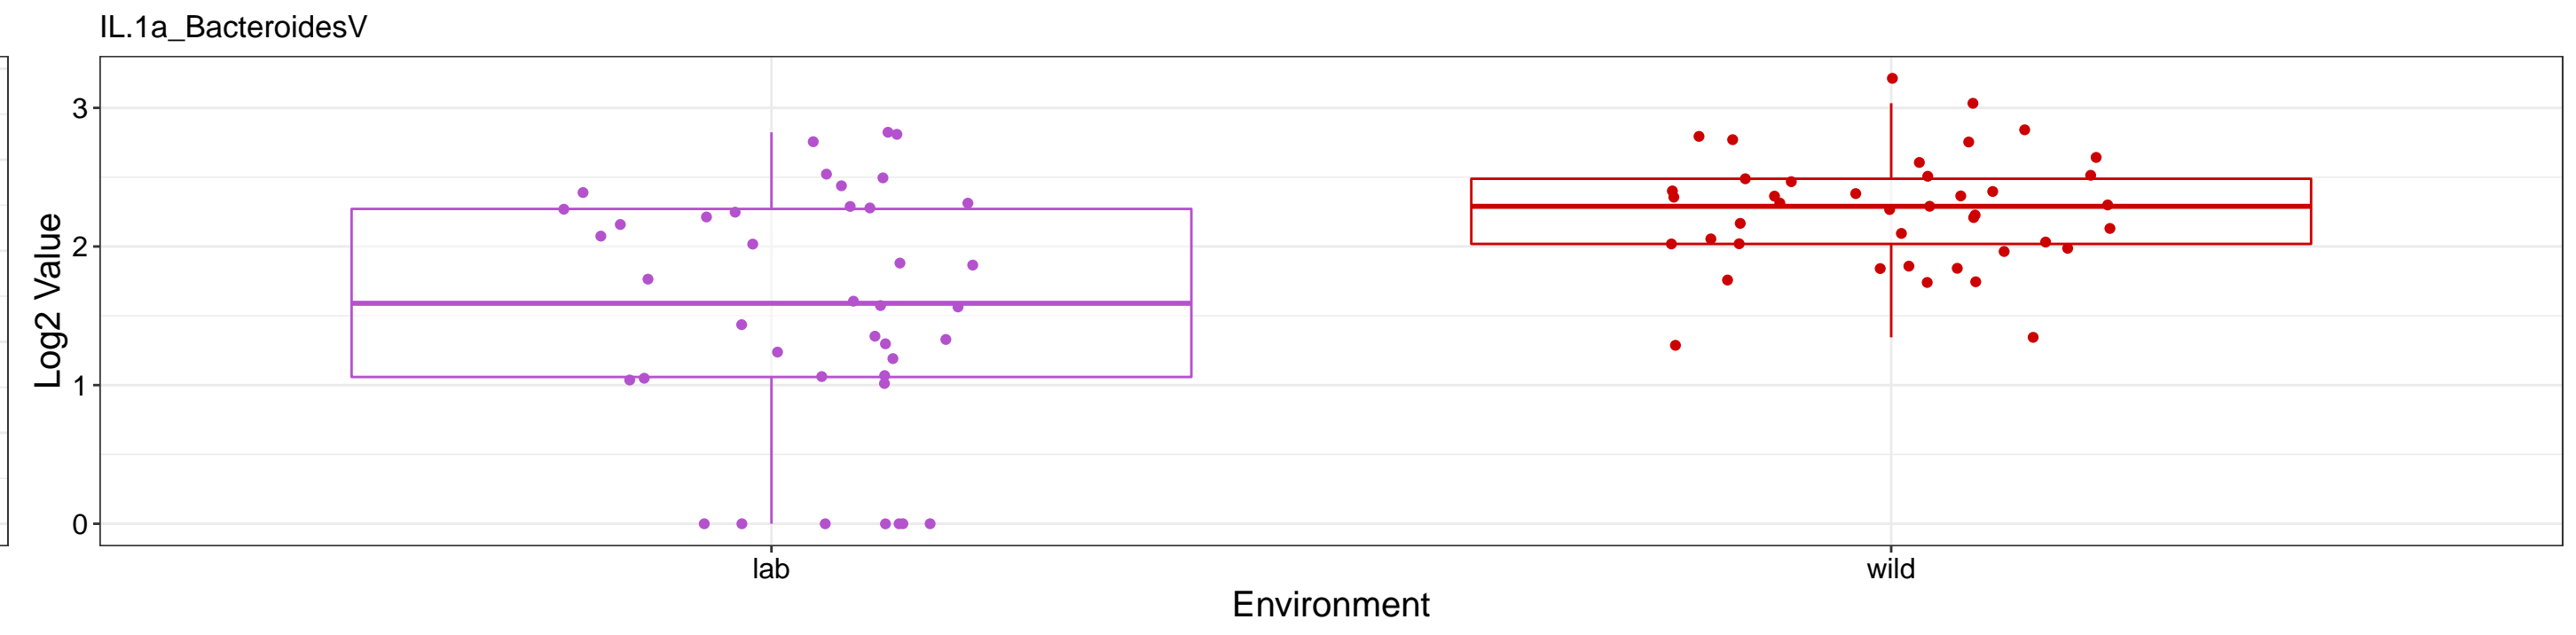 IL.1a_BacteroidesV
3
2
1
0
Log2 Value
lab
wild
Environment